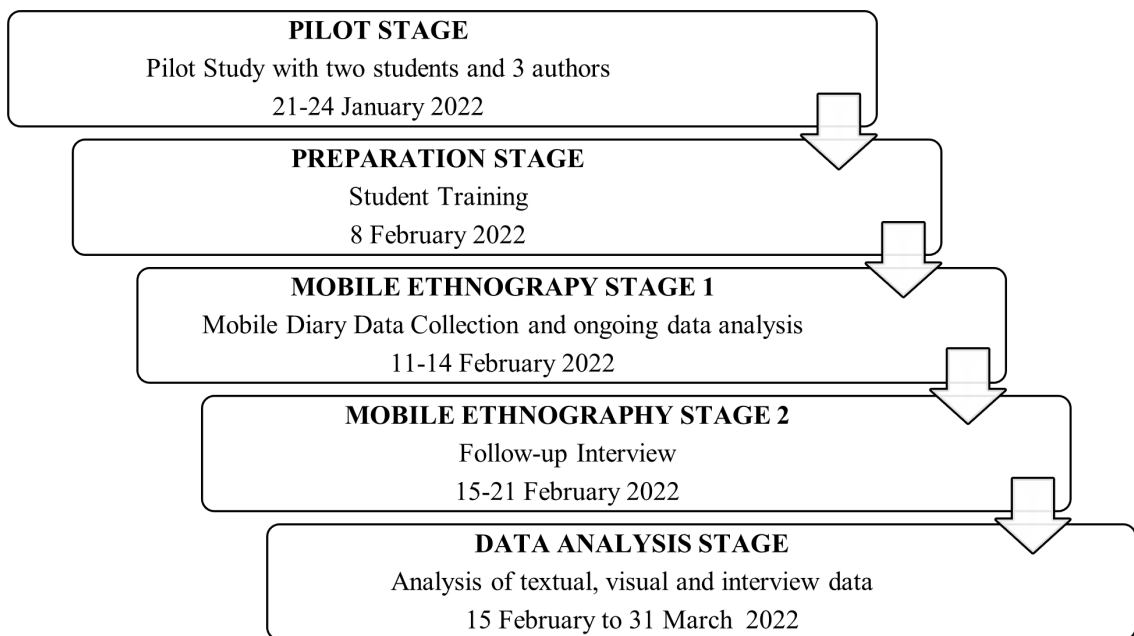 PILOT STAGE
Pilot Study with two students and 3 authors
21-24 January 2022
PREPARATION STAGE
Student Training
8 February 2022
MOBILE ETHNOGRAPY STAGE 1
Mobile Diary Data Collection and ongoing data analysis
11-14 February 2022
MOBILE ETHNOGRAPHY STAGE 2
Follow-up Interview
15-21 February 2022
DATA ANALYSIS STAGE
Analysis of textual, visual and interview data
15 February to 31 March 2022